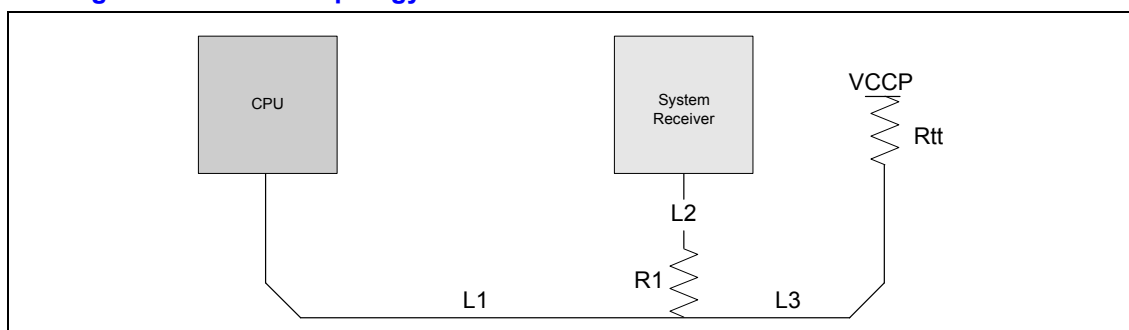 CPU
System
Receiver
VCCP
Rtt
L2
R1
L1
L3